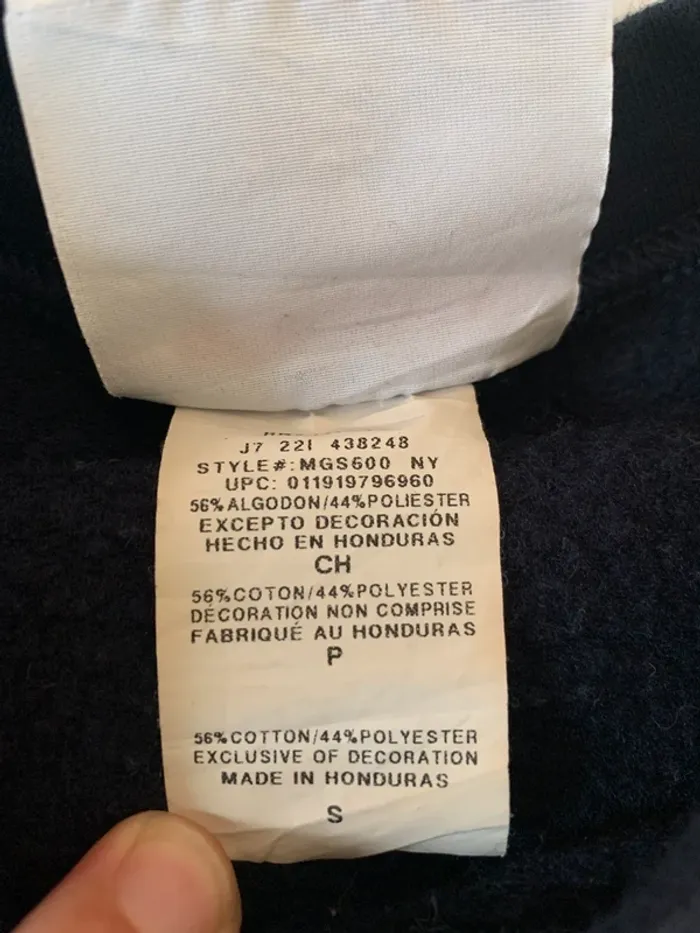 J7 22I 438248
STYLE#:MGS600 NY
UPC: 011919796960
56%ALGODON/44%POLIESTER
EXCEPTO DECORACIÓN
HECHO EN HONDURAS
CH
56%COTON/44%POLYESTER
DÉCORATION NON COMPRISE
FABRIQUÉ AU HONDURAS
P
56%COTTON/44%POLYESTER
EXCLUSIVE OF DECORATION
MADE IN HONDURAS
S